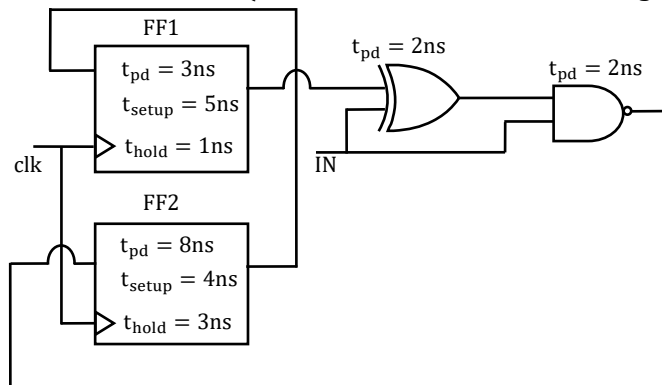 FF1
t_pd = 3ns
t_setup = 5ns
t_hold = 1ns
clk
t_pd = 2ns
t_pd = 2ns
IN
FF2
t_pd = 8ns
t_setup = 4ns
t_hold = 3ns